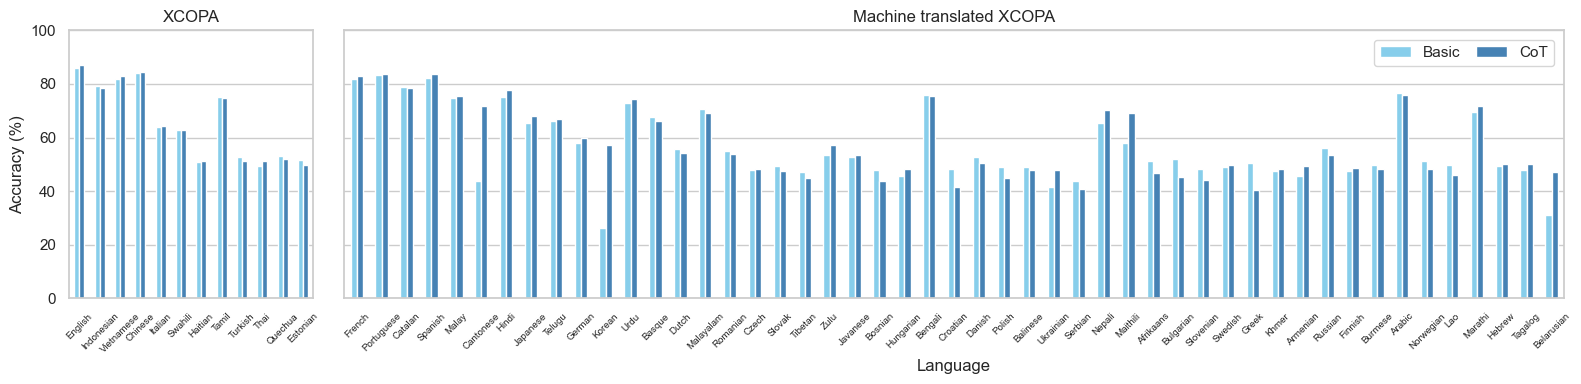 XCOPA
Machine translated XCOPA
Basic
CoT
Accuracy (%)
100
80
60
40
20
0
English
Indonesian
Vietnamese
Chinese
Italian
Swahili
Haitian
Tamil
Turkish
Thai
Quechua
Estonian
French
Portuguese
Catalan
Spanish
Malay
Cantonese
Hindi
Japanese
Telugu
German
Korean
Urdu
Basque
Dutch
Malayalam
Romanian
Czech
Slovak
Tibetan
Zulu
Javanese
Bosnian
Hungarian
Bengali
Croatian
Danish
Polish
Balinese
Ukrainian
Serbian
Nepali
Maithili
Afrikaans
Bulgarian
Slovenian
Swedish
Greek
Khmer
Armenian
Russian
Finnish
Burmese
Arabic
Norwegian
Lao
Marathi
Hebrew
Tagalog
Belarusian
Language